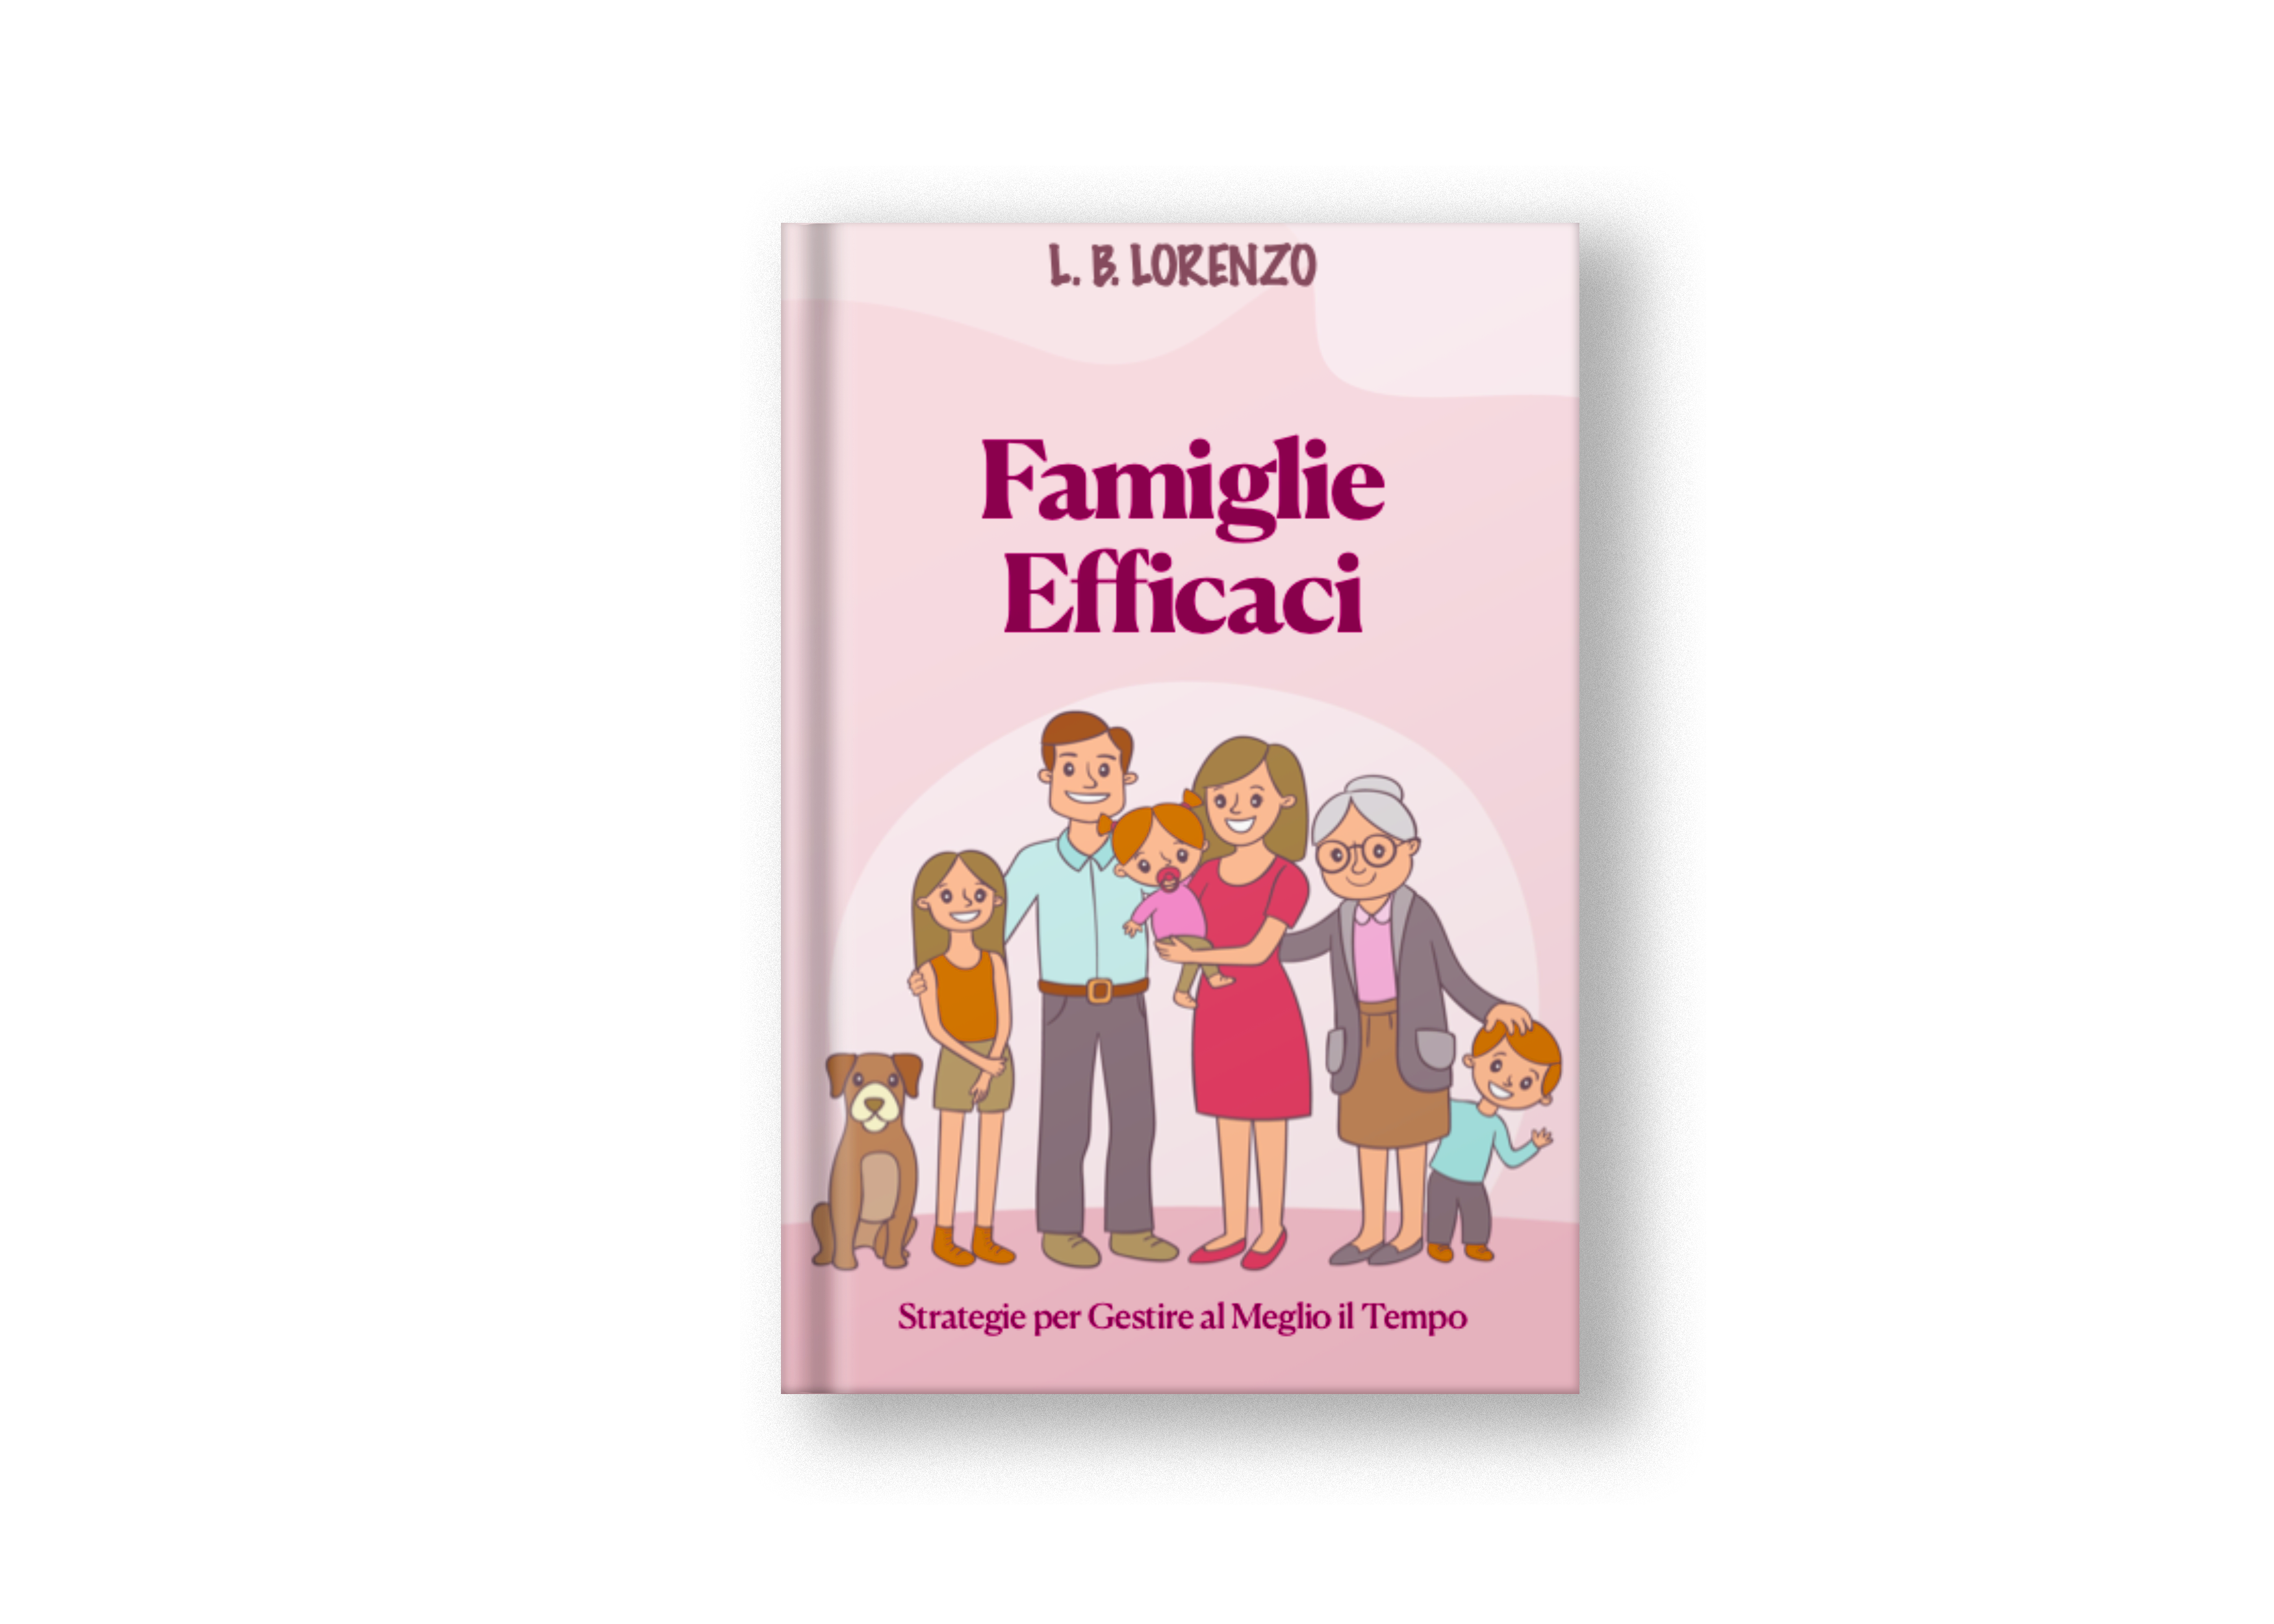 L. B. LORENZO
Famiglie
Efficaci
Strategie per Gestire al Meglio il Tempo